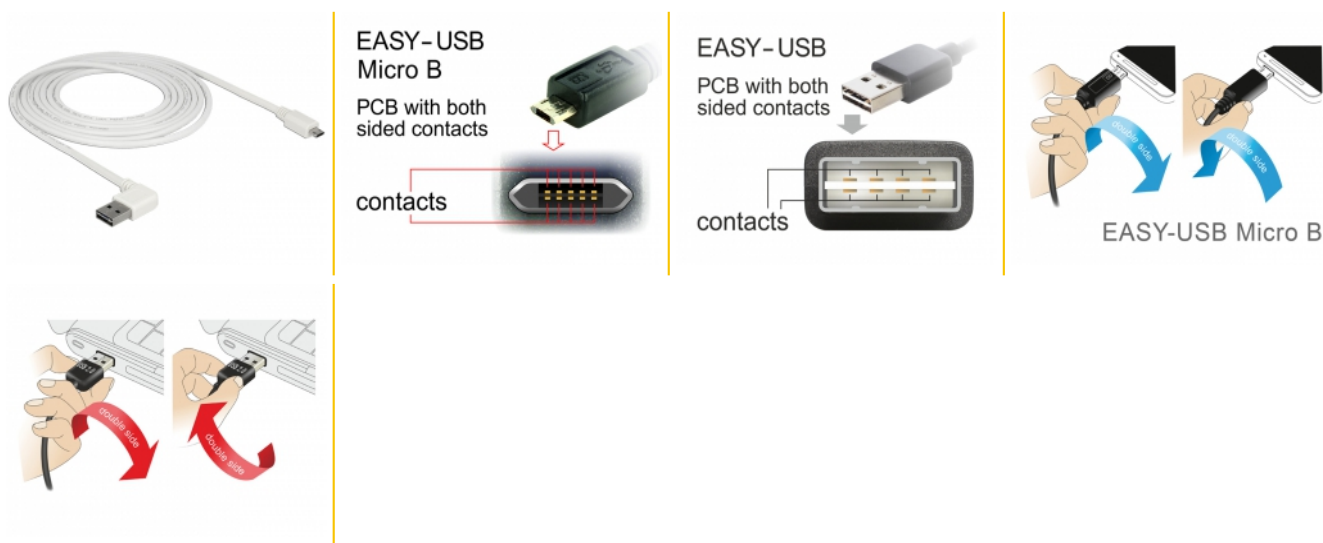 EASY-USB
Micro B
PCB with both
sided contacts
contacts
EASY-USB
PCB with both
sided contacts
contacts
double side
double side
EASY-USB Micro B
double side
double side